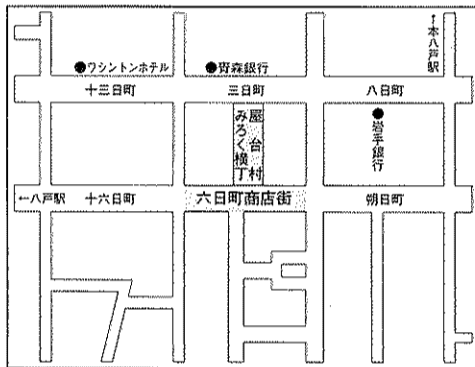 ↑本八戸駅
●ワシントンホテル
●青森銀行
十三日町
三日町
八日町
屋台村
みろく横丁
●岩手銀行
←八戸駅
十六日町
六日町商店街
朔日町